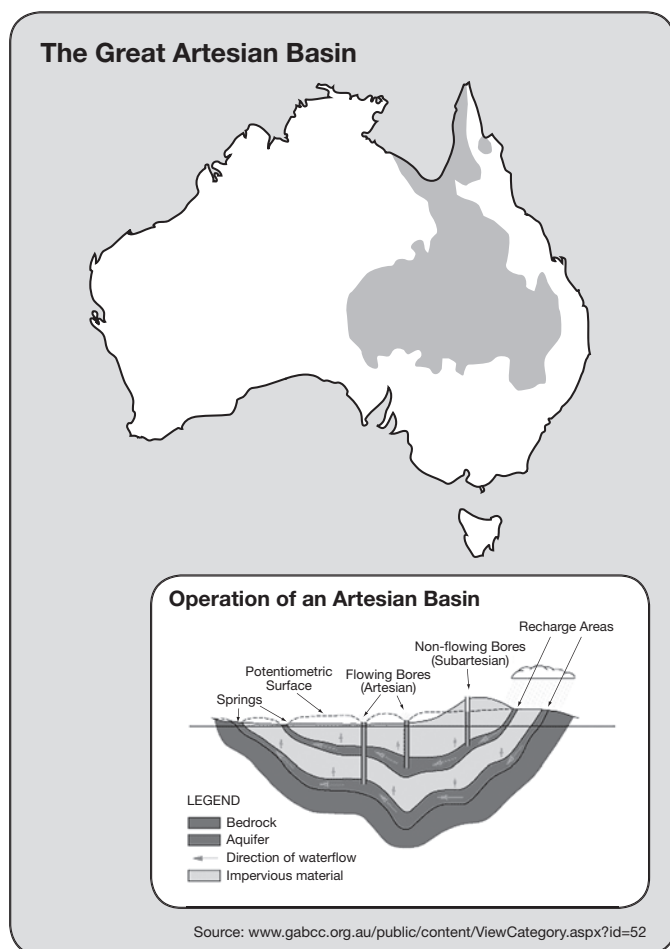 The Great Artesian Basin
Operation of an Artesian Basin
Recharge Areas
Non-flowing Bores
(Subartesian)
Potentiometric
Surface
Flowing Bores
(Artesian)
Springs
LEGEND
Bedrock
Aquifer
Direction of waterflow
Impervious material
Source: www.gabcc.org.au/public/content/ViewCategory.aspx?id=52